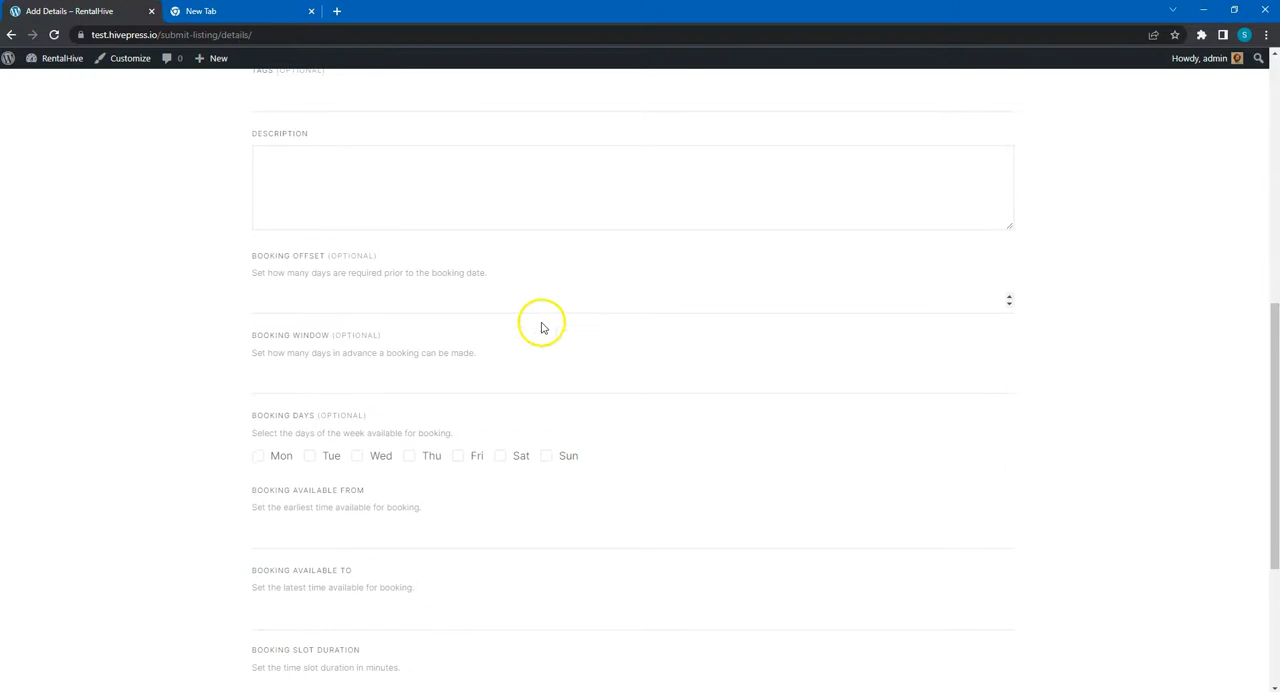 Add Details – RentalHive
New Tab
test.hivepress.io/submit-listing/details/
S
RentalHive
Customize
0
New
Howdy, admin
TAGS (OPTIONAL)
DESCRIPTION
BOOKING OFFSET (OPTIONAL)
Set how many days are required prior to the booking date.
BOOKING WINDOW (OPTIONAL)
Set how many days in advance a booking can be made.
BOOKING DAYS (OPTIONAL)
Select the days of the week available for booking.
Mon Tue Wed Thu Fri Sat Sun
BOOKING AVAILABLE FROM
Set the earliest time available for booking.
BOOKING AVAILABLE TO
Set the latest time available for booking.
BOOKING SLOT DURATION
Set the time slot duration in minutes.